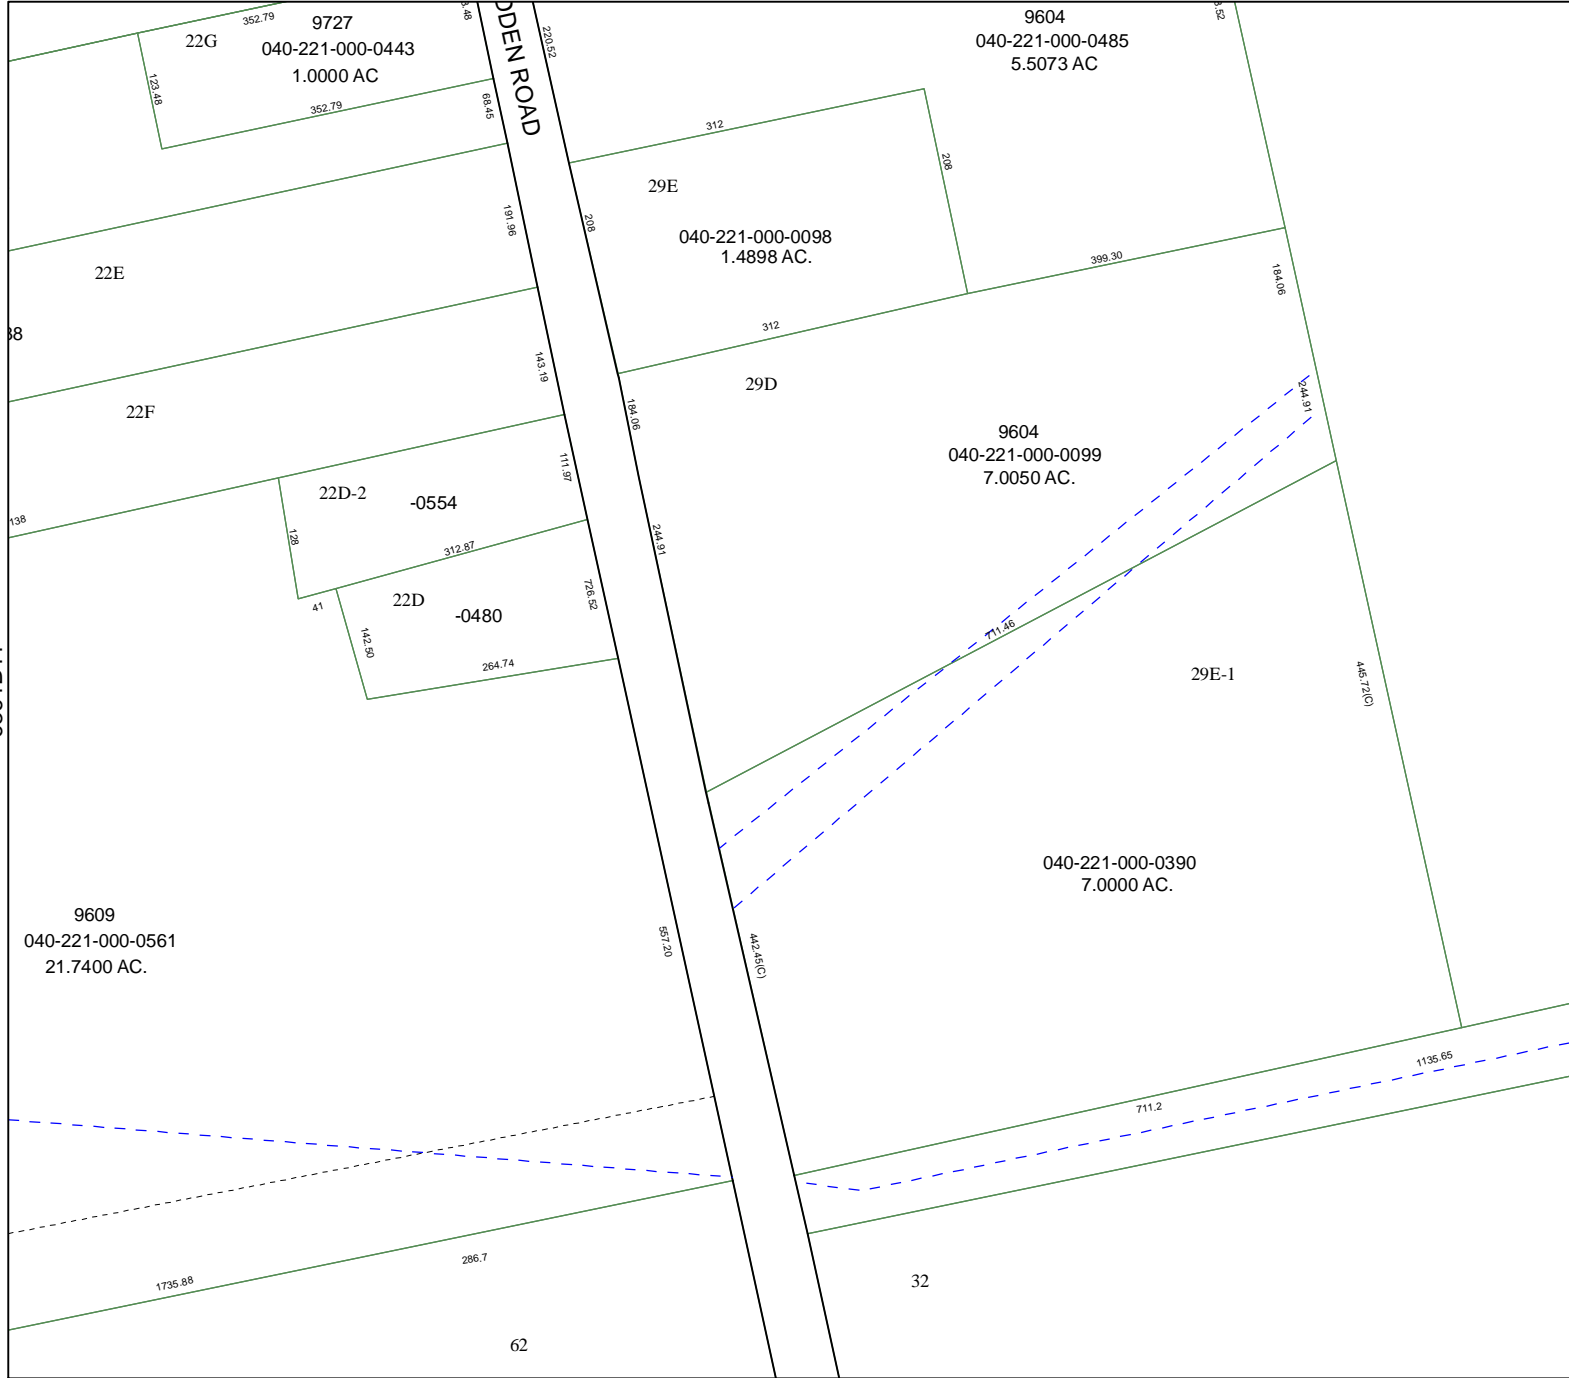 352.79
22G
9727
040-221-000-0443
1.0000 AC
123.48
352.79
68.45
DDEN ROAD
220.52
9604
040-221-000-0485
5.5073 AC
312
208
29E
208
040-221-000-0098
1.4898 AC.
191.96
399.30
184.06
22E
312
143.19
29D
22F
184.06
244.91
9604
040-221-000-0099
7.0050 AC.
111.97
22D-2
-0554
138
128
312.87
244.91
726.52
41
22D
-0480
142.50
264.74
711.46
29E-1
445.72(C)
040-221-000-0390
7.0000 AC.
9609
040-221-000-0561
21.7400 AC.
557.20
442.45(C)
1135.65
711.2
286.7
1735.88
32
62